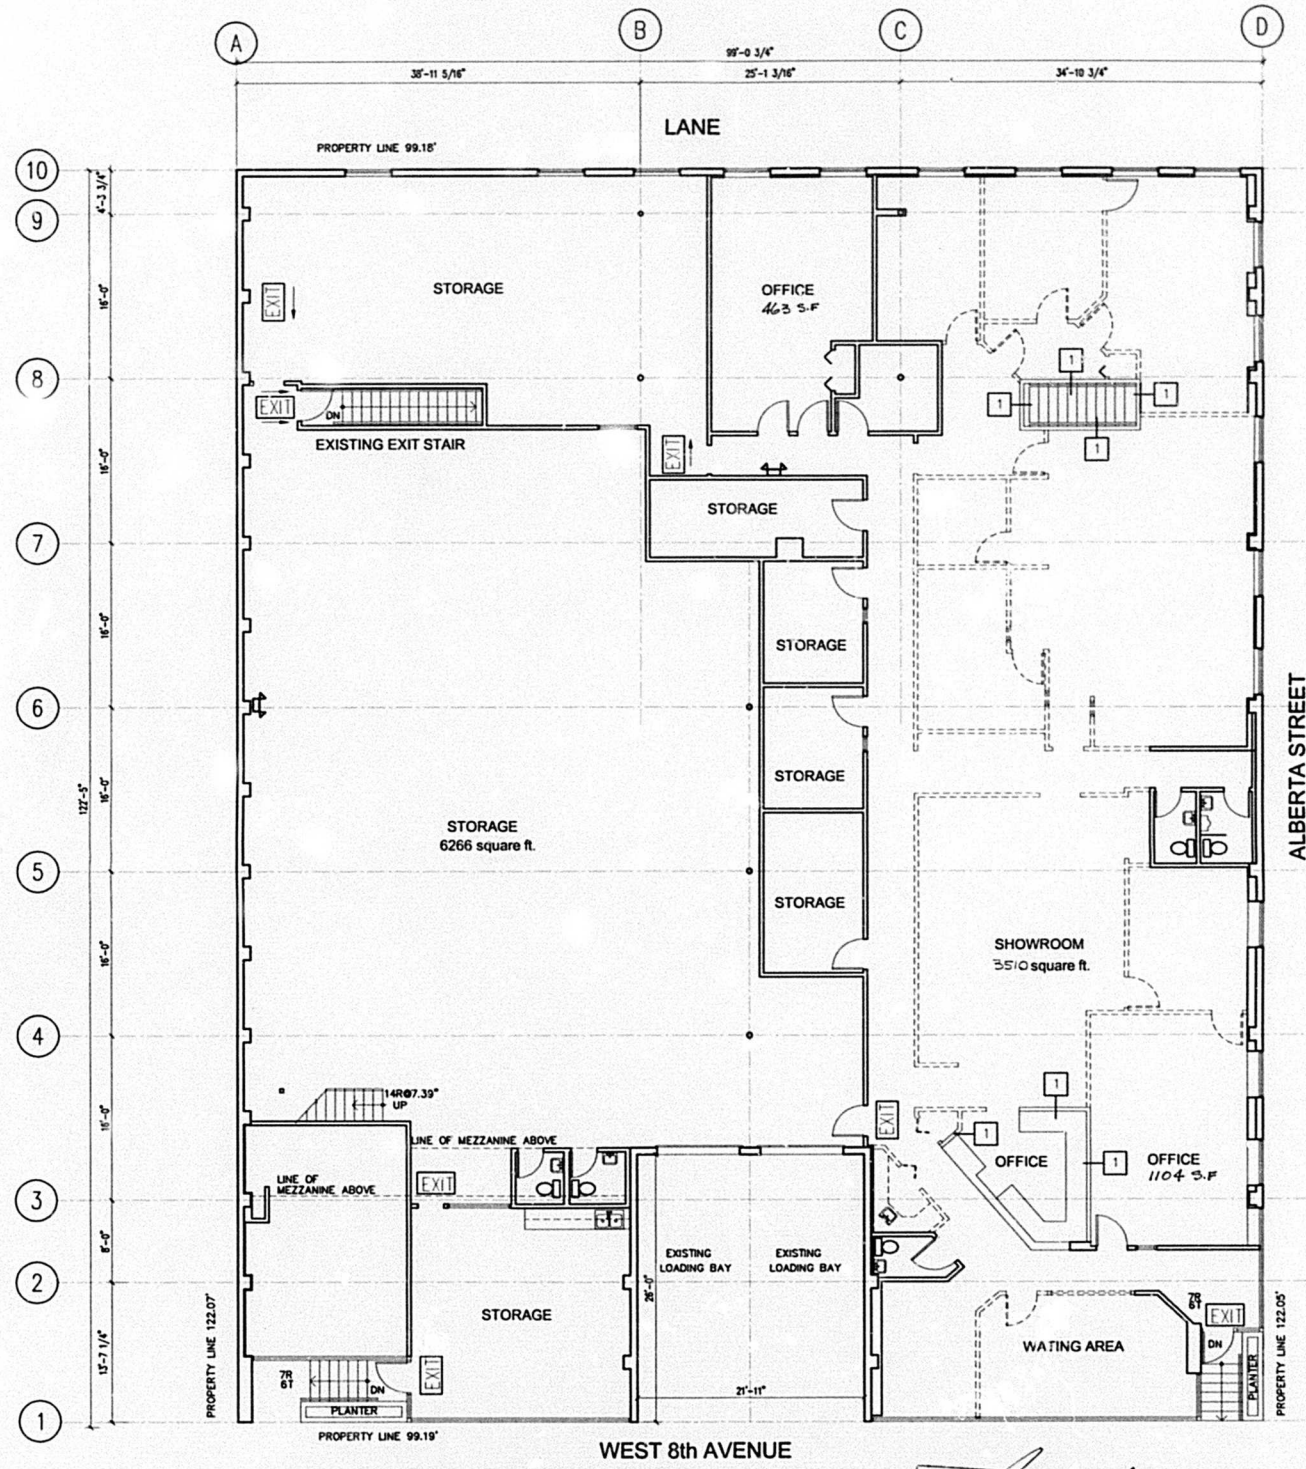 A
B
C
D
99'-0 3/4"
38'-11 5/16"
25'-1 3/16"
34'-10 3/4"
LANE
PROPERTY LINE 99.18'
10
9
8
7
6
5
4
3
2
1
4'-3 3/4"
16'-0"
16'-0"
16'-0"
16'-0"
16'-0"
8'-0"
13'-7 1/4"
122'-5"
STORAGE
EXIT
OFFICE
463 S.F
EXIT
DN
EXISTING EXIT STAIR
EXIT
1
1
1
1
STORAGE
STORAGE
STORAGE
STORAGE
STORAGE
6266 square ft.
SHOWROOM
3510 square ft.
ALBERTA STREET
14R@7.39"
UP
LINE OF MEZZANINE ABOVE
LINE OF
MEZZANINE ABOVE
EXIT
EXIT
1
1
1
OFFICE
OFFICE
1104 S.F
EXISTING
LOADING BAY
EXISTING
LOADING BAY
26'-0"
21'-11"
STORAGE
WATING AREA
7R
6T
EXIT
DN
PLANTER
7R
6T
DN
EXIT
PLANTER
PROPERTY LINE 122.07'
PROPERTY LINE 122.05'
PROPERTY LINE 99.19'
WEST 8th AVENUE